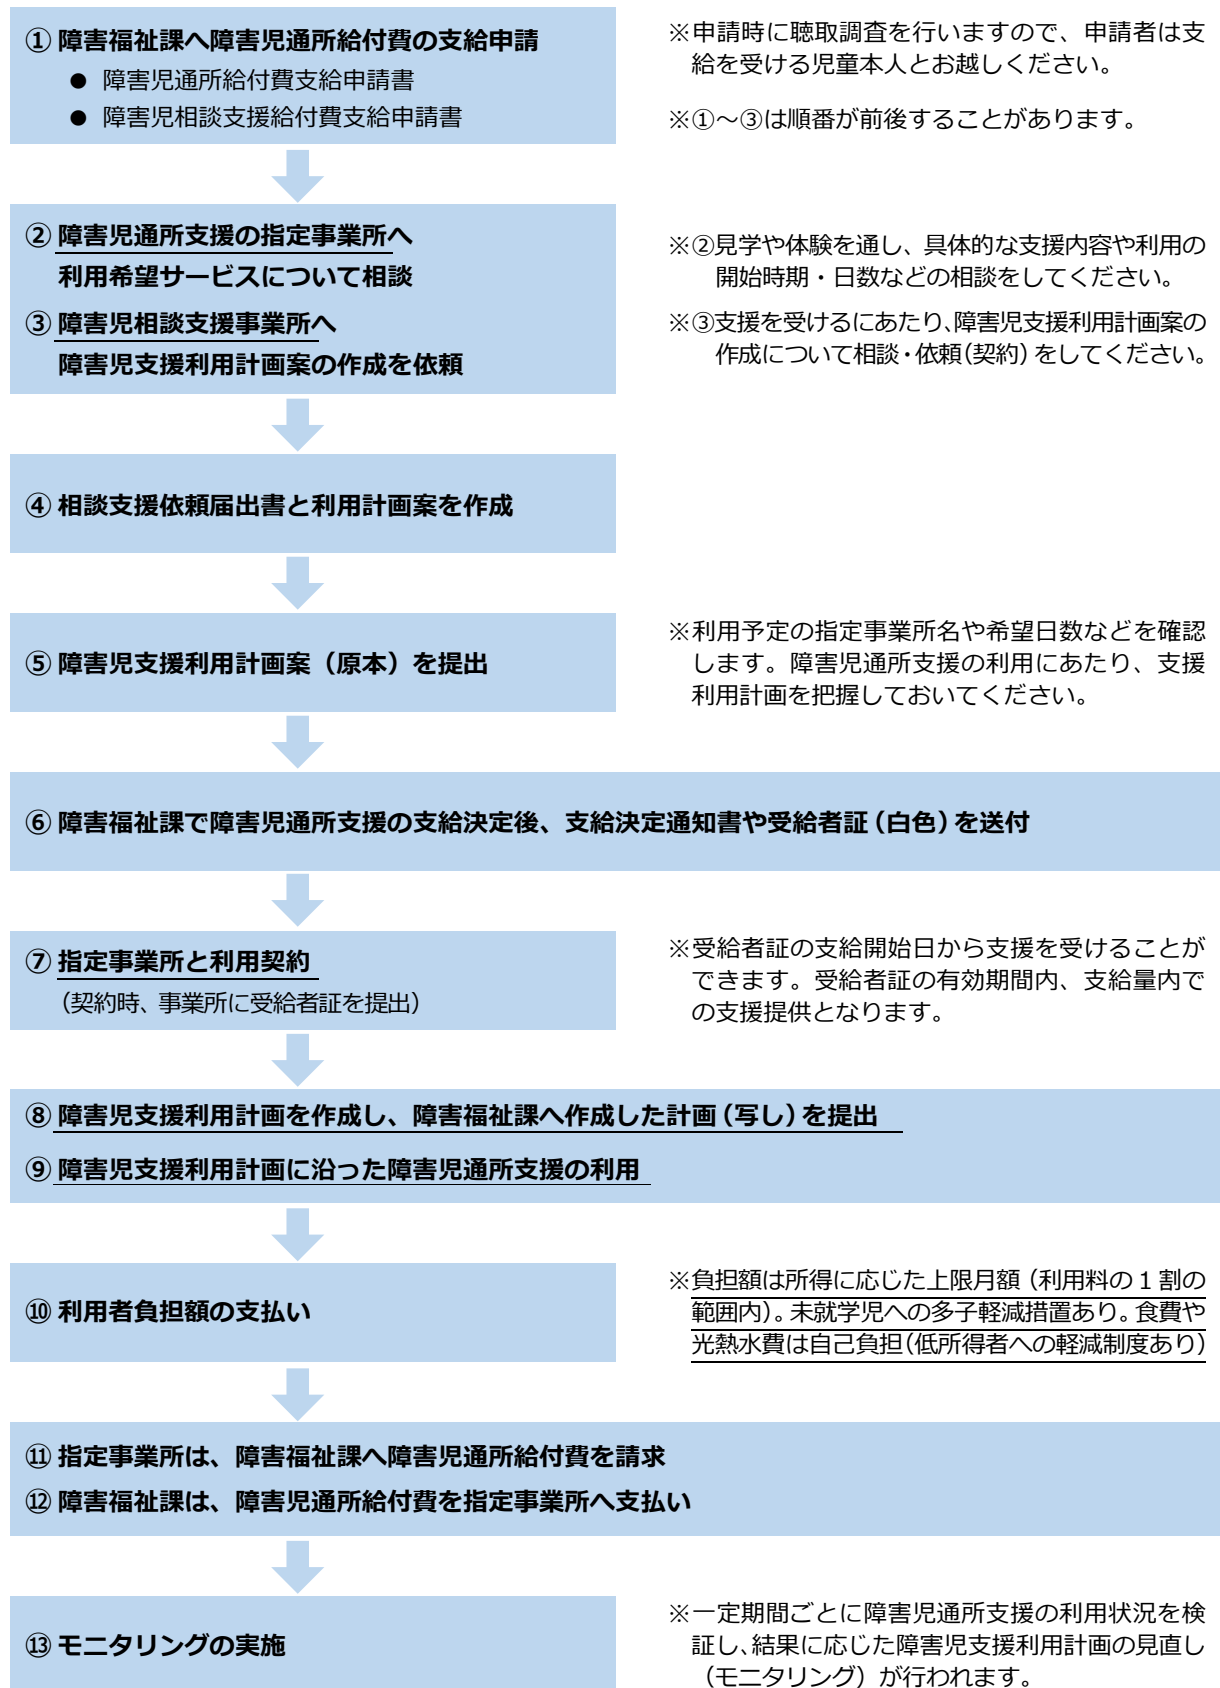 ① 障害福祉課へ障害児通所給付費の支給申請
● 障害児通所給付費支給申請書
● 障害児相談支援給付費支給申請書
※申請時に聴取調査を行いますので、申請者は支
給を受ける児童本人とお越しください。
※①～③は順番が前後することがあります。
② 障害児通所支援の指定事業所へ
利用希望サービスについて相談
③ 障害児相談支援事業所へ
障害児支援利用計画案の作成を依頼
※②見学や体験を通し、具体的な支援内容や利用の
開始時期・日数などの相談をしてください。
※③支援を受けるにあたり、障害児支援利用計画案の
作成について相談・依頼（契約）をしてください。
④ 相談支援依頼届出書と利用計画案を作成
⑤ 障害児支援利用計画案（原本）を提出
※利用予定の指定事業所名や希望日数などを確認
します。障害児通所支援の利用にあたり、支援
利用計画を把握しておいてください。
⑥ 障害福祉課で障害児通所支援の支給決定後、支給決定通知書や受給者証（白色）を送付
⑦ 指定事業所と利用契約
（契約時、事業所に受給者証を提出）
※受給者証の支給開始日から支援を受けることが
できます。受給者証の有効期間内、支給量内で
の支援提供となります。
⑧ 障害児支援利用計画を作成し、障害福祉課へ作成した計画（写し）を提出
⑨ 障害児支援利用計画に沿った障害児通所支援の利用
⑩ 利用者負担額の支払い
※負担額は所得に応じた上限月額（利用料の１割の
範囲内）。未就学児への多子軽減措置あり。食費や
光熱水費は自己負担（低所得者への軽減制度あり）
⑪ 指定事業所は、障害福祉課へ障害児通所給付費を請求
⑫ 障害福祉課は、障害児通所給付費を指定事業所へ支払い
⑬ モニタリングの実施
※一定期間ごとに障害児通所支援の利用状況を検
証し、結果に応じた障害児支援利用計画の見直し
（モニタリング）が行われます。